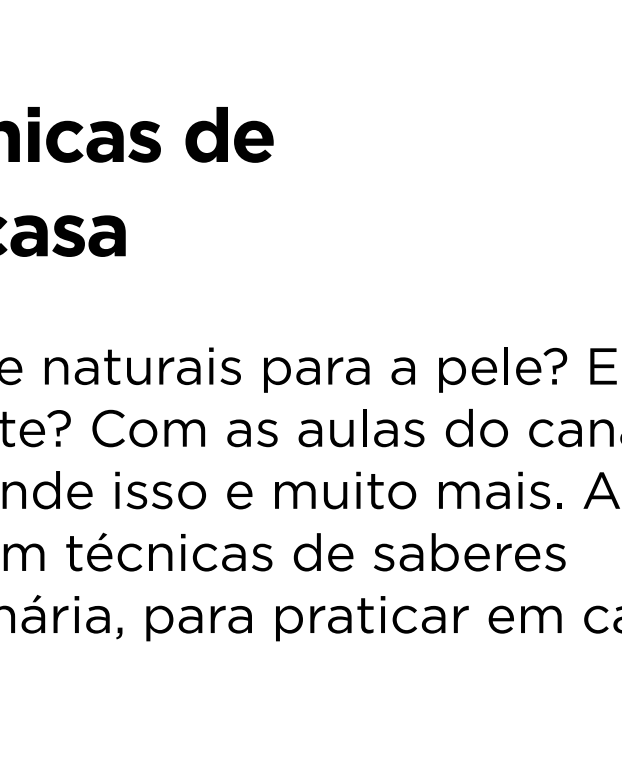 nicas de
casa
e naturais para a pele? E
te? Com as aulas do cana
nde isso e muito mais. A
m técnicas de saberes
nária, para praticar em ca